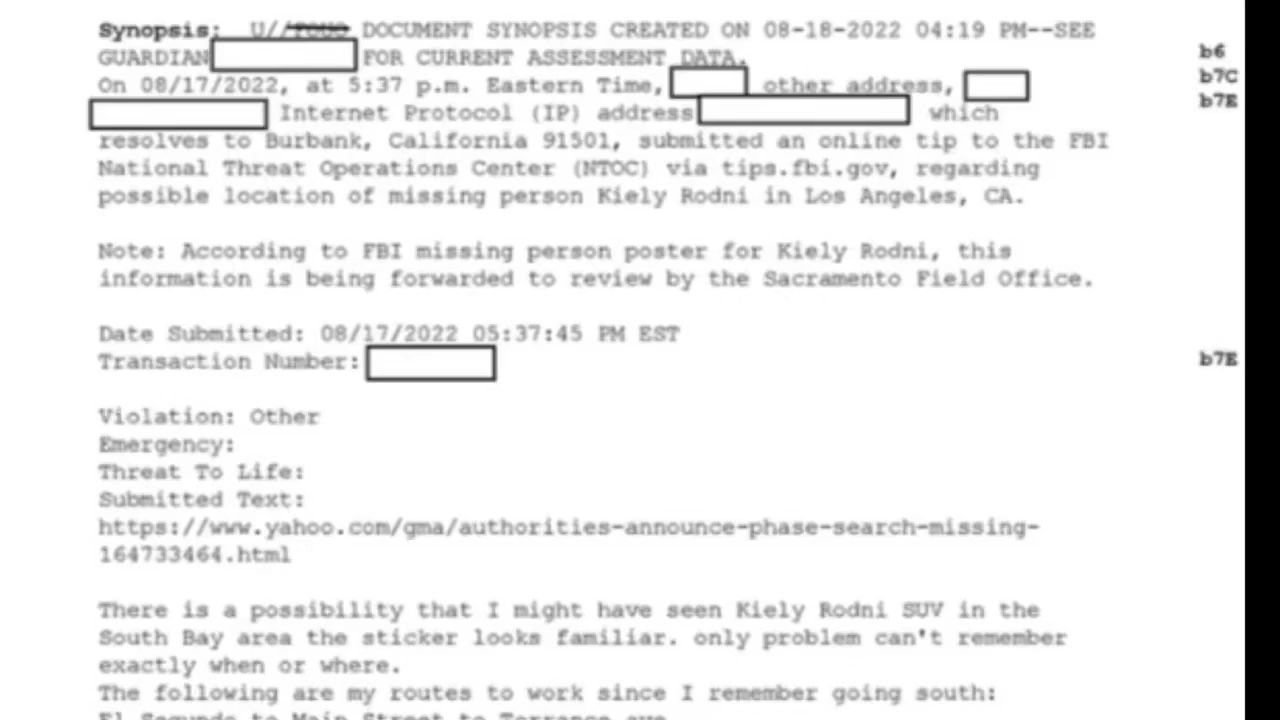 Synopsis: U//FOUO DOCUMENT SYNOPSIS CREATED ON 08-18-2022 04:19 PM--SEE
GUARDIAN FOR CURRENT ASSESSMENT DATA.
b6
On 08/17/2022, at 5:37 p.m. Eastern Time, other address,
b7C
Internet Protocol (IP) address which
b7E
resolves to Burbank, California 91501, submitted an online tip to the FBI
National Threat Operations Center (NTOC) via tips.fbi.gov, regarding
possible location of missing person Kiely Rodni in Los Angeles, CA.
Note: According to FBI missing person poster for Kiely Rodni, this
information is being forwarded to review by the Sacramento Field Office.
Date Submitted: 08/17/2022 05:37:45 PM EST
Transaction Number:
b7E
Violation: Other
Emergency:
Threat To Life:
Submitted Text:
https://www.yahoo.com/gma/authorities-announce-phase-search-missing-
164733464.html
There is a possibility that I might have seen Kiely Rodni SUV in the
South Bay area the sticker looks familiar. only problem can't remember
exactly when or where.
The following are my routes to work since I remember going south:
El Segundo to Main Street to Torrance ave